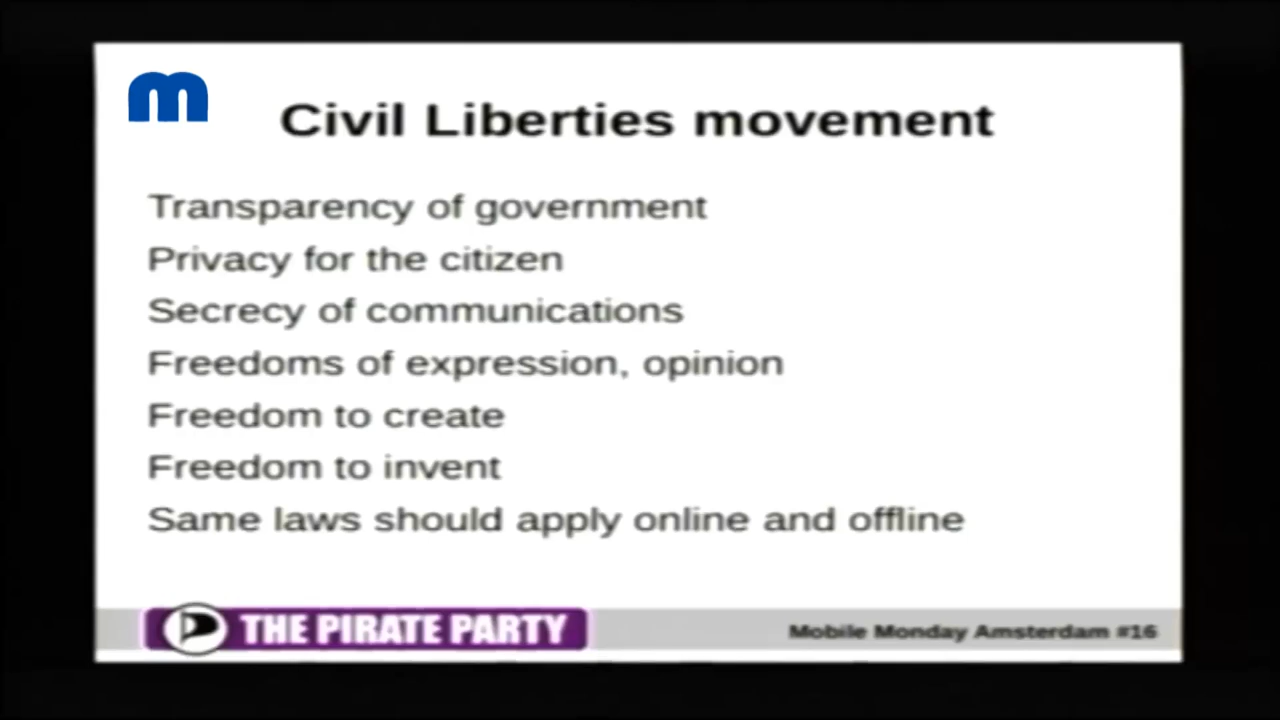 m
Civil Liberties movement
Transparency of government
Privacy for the citizen
Secrecy of communications
Freedoms of expression, opinion
Freedom to create
Freedom to invent
Same laws should apply online and offline
THE PIRATE PARTY
Mobile Monday Amsterdam #16